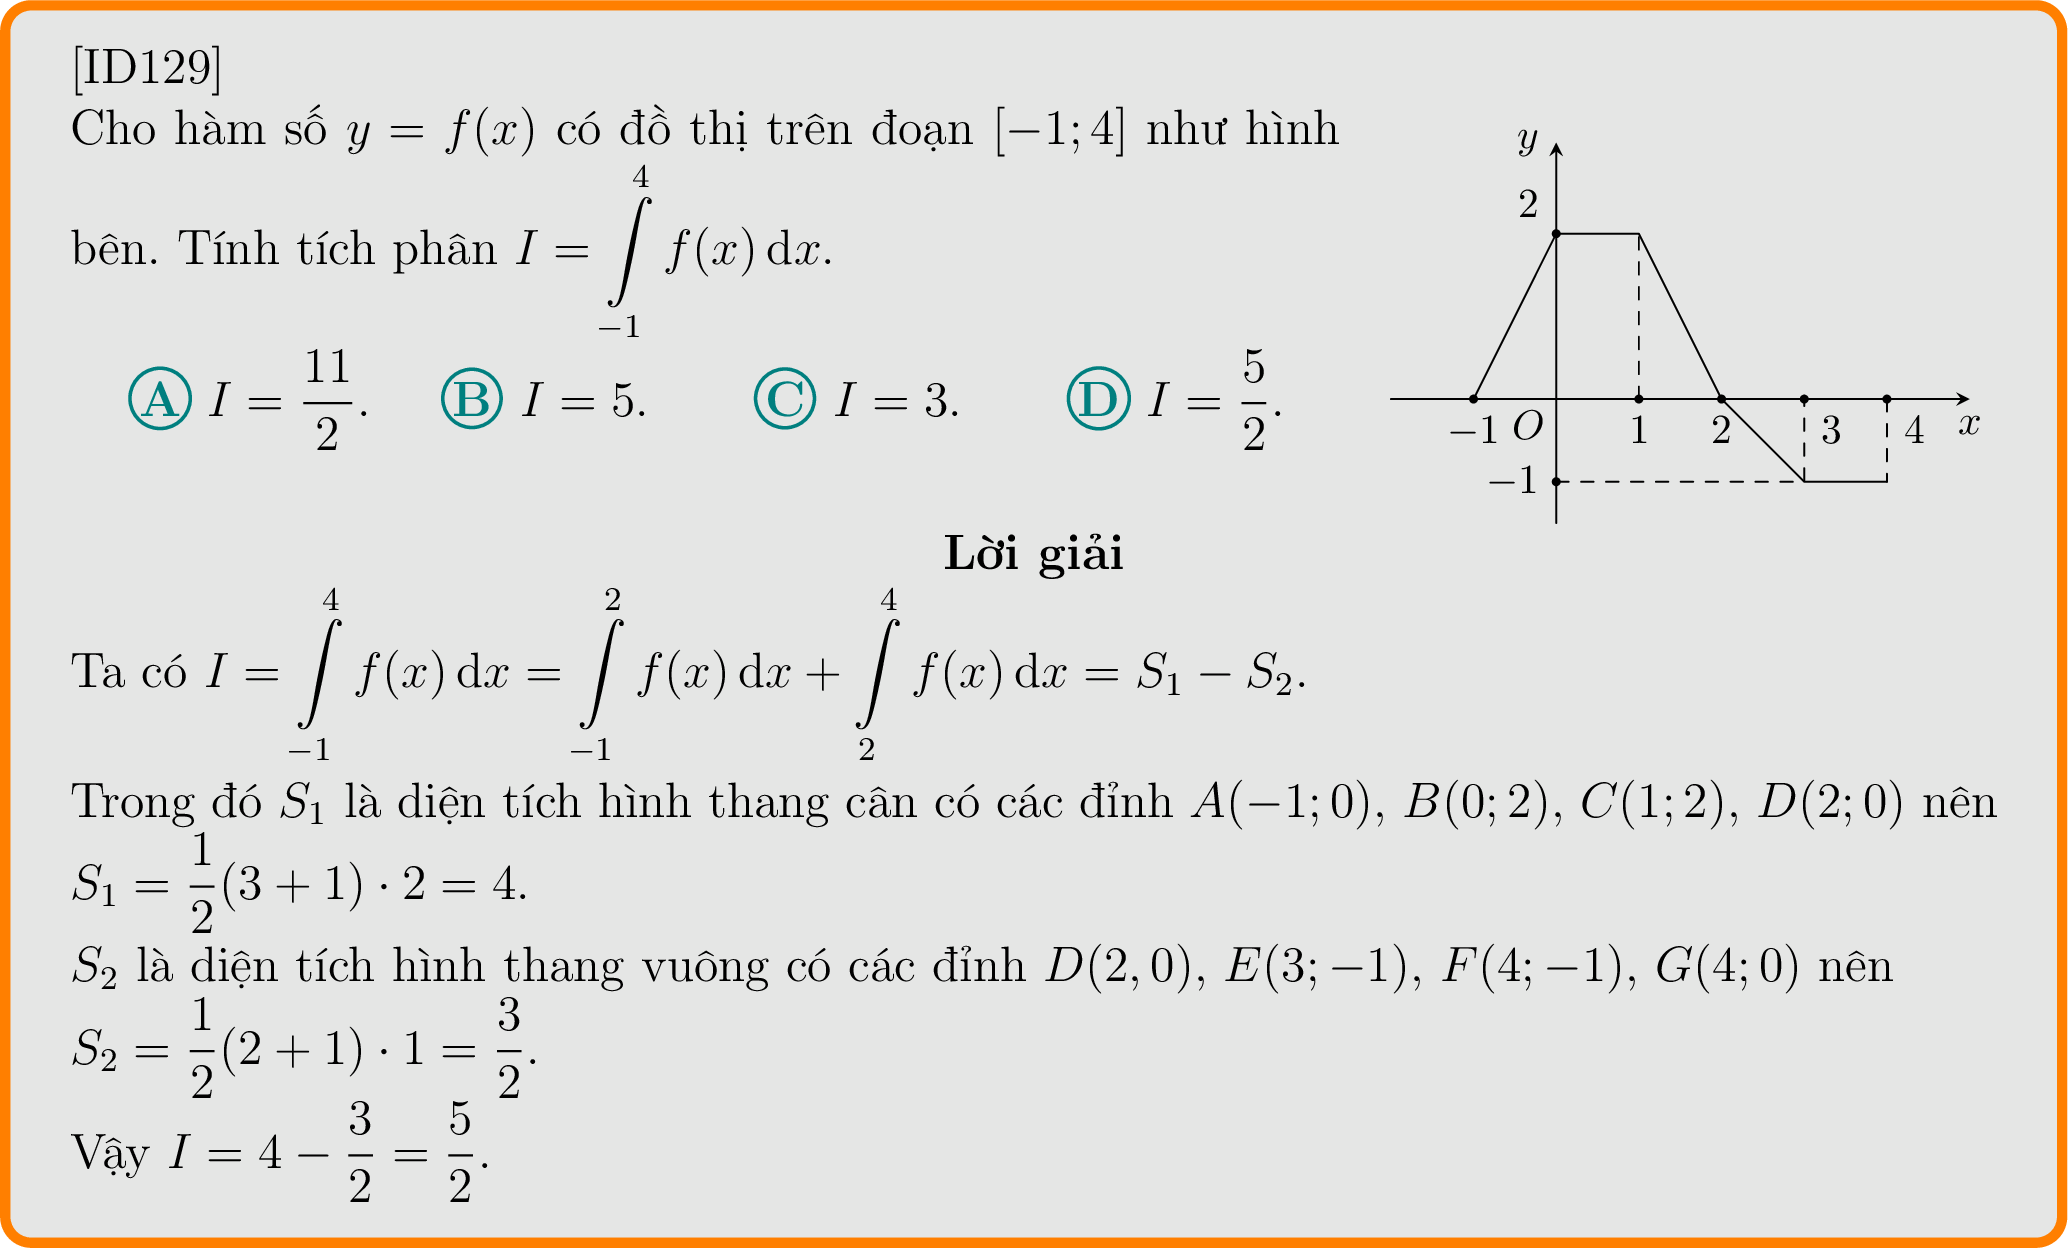 [ID129]
Cho hàm số y = f(x) có đồ thị trên đoạn [−1; 4] như hình
bên. Tính tích phân I = \int\limits_{-1}^{4} f(x) dx.
A I = \frac{11}{2}. B I = 5. C I = 3. D I = \frac{5}{2}.
y
2
−1 O 1 2 3 4 x
−1
Lời giải
Ta có I = \int\limits_{-1}^{4} f(x) dx = \int\limits_{-1}^{2} f(x) dx + \int\limits_{2}^{4} f(x) dx = S_1 − S_2.
Trong đó S_1 là diện tích hình thang cân có các đỉnh A(−1; 0), B(0; 2), C(1; 2), D(2; 0) nên
S_1 = \frac{1}{2}(3 + 1) · 2 = 4.
S_2 là diện tích hình thang vuông có các đỉnh D(2, 0), E(3; −1), F(4; −1), G(4; 0) nên
S_2 = \frac{1}{2}(2 + 1) · 1 = \frac{3}{2}.
Vậy I = 4 − \frac{3}{2} = \frac{5}{2}.